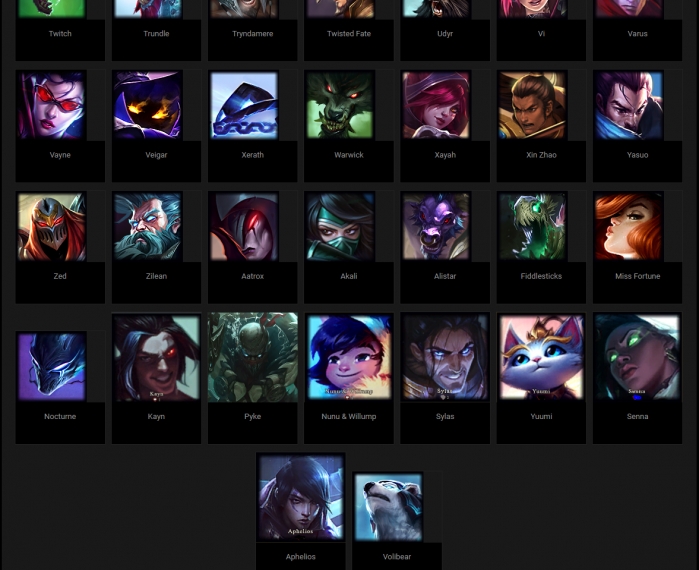 Twitch
Trundle
Tryndamere
Twisted Fate
Udyr
Vi
Varus
Vayne
Veigar
Xerath
Warwick
Xayah
Xin Zhao
Yasuo
Zed
Zilean
Aatrox
Akali
Alistar
Fiddlesticks
Miss Fortune
Kayn
Sylas
Yuumi
Senna
Nocturne
Kayn
Pyke
Nunu & Willump
Sylas
Yuumi
Senna
Aphelios
Aphelios
Volibear